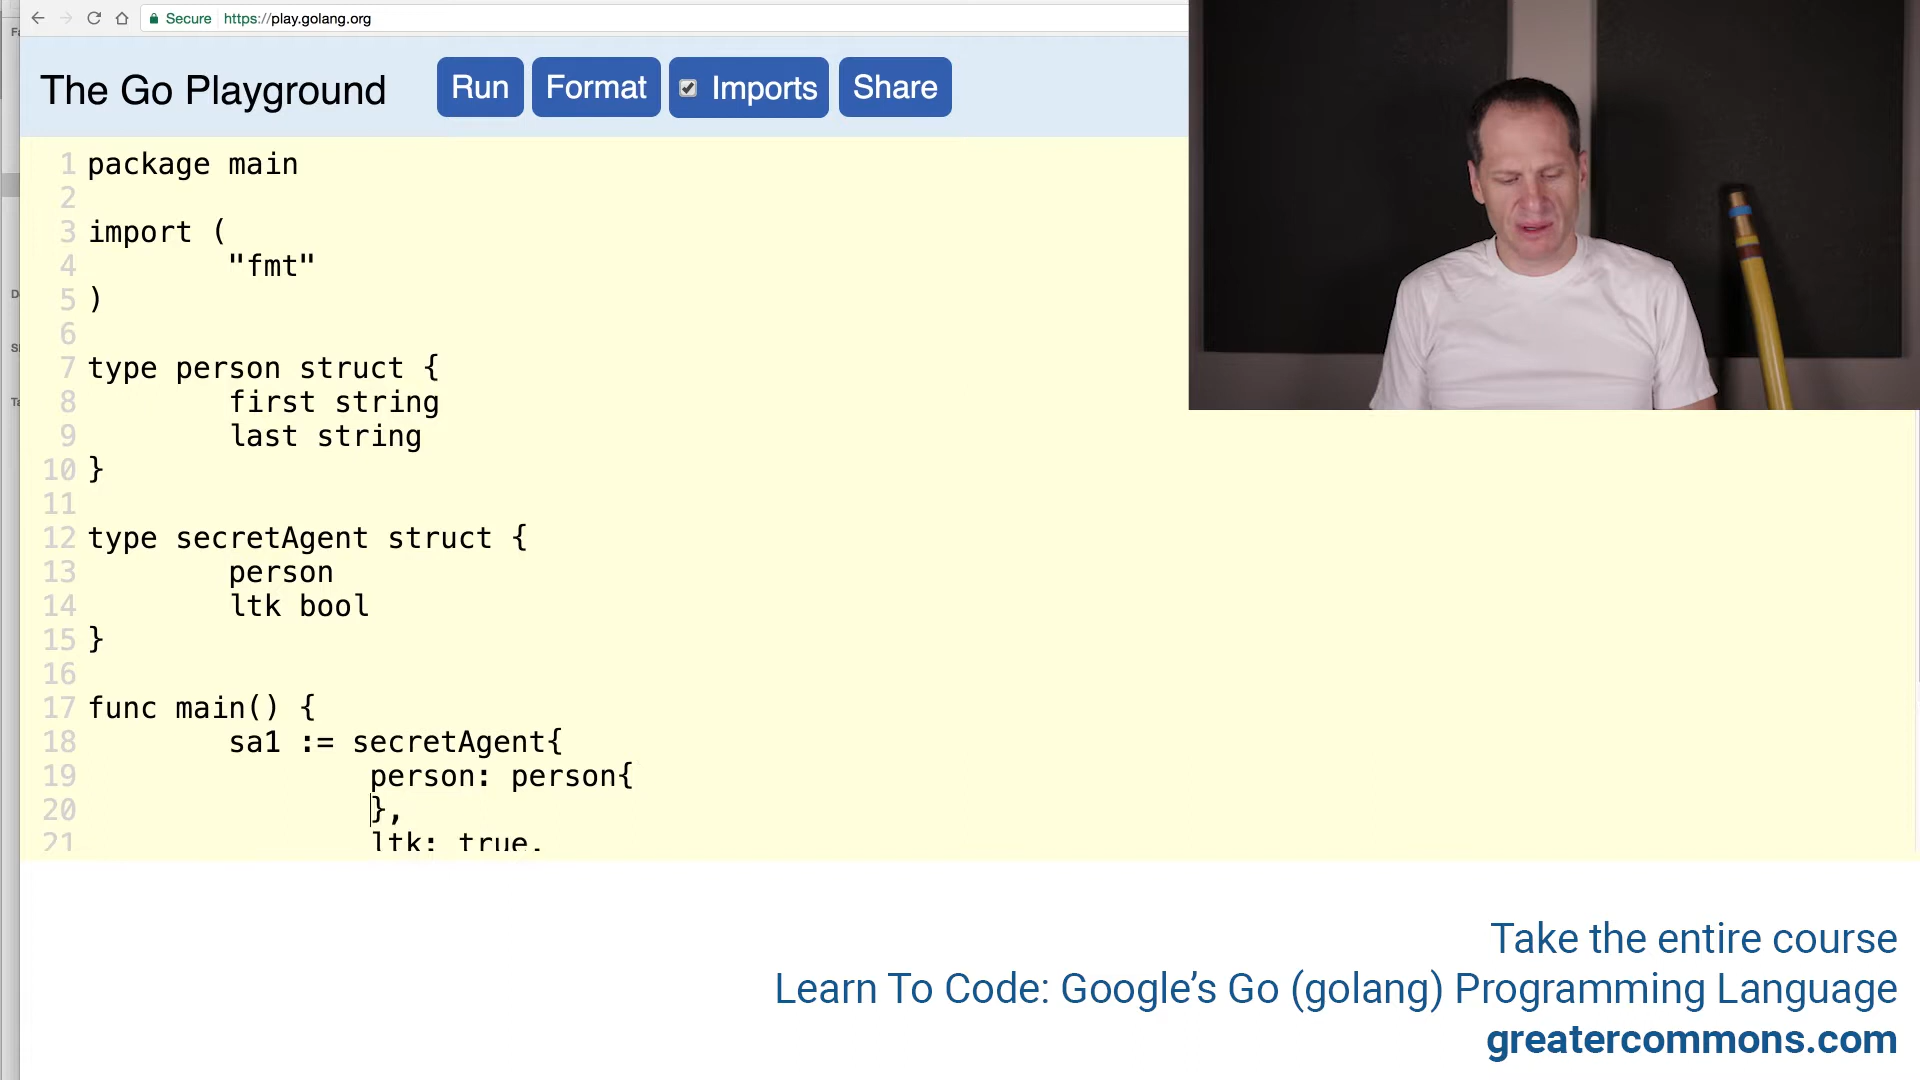 Secure https://play.golang.org
The Go Playground Run Format Imports Share
1 package main
2
3 import (
4 "fmt"
5 )
6
7 type person struct {
8 first string
9 last string
10 }
11
12 type secretAgent struct {
13 person
14 ltk bool
15 }
16
17 func main() {
18 sa1 := secretAgent{
19 person: person{
20 },
21 ltk: true,
Take the entire course
Learn To Code: Google’s Go (golang) Programming Language
greatercommons.com